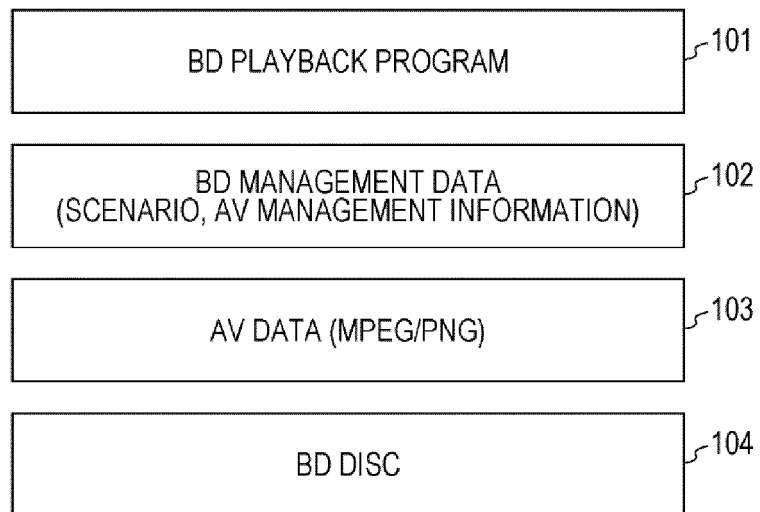 BD PLAYBACK PROGRAM
101
BD MANAGEMENT DATA
(SCENARIO, AV MANAGEMENT INFORMATION)
102
AV DATA (MPEG/PNG)
103
BD DISC
104